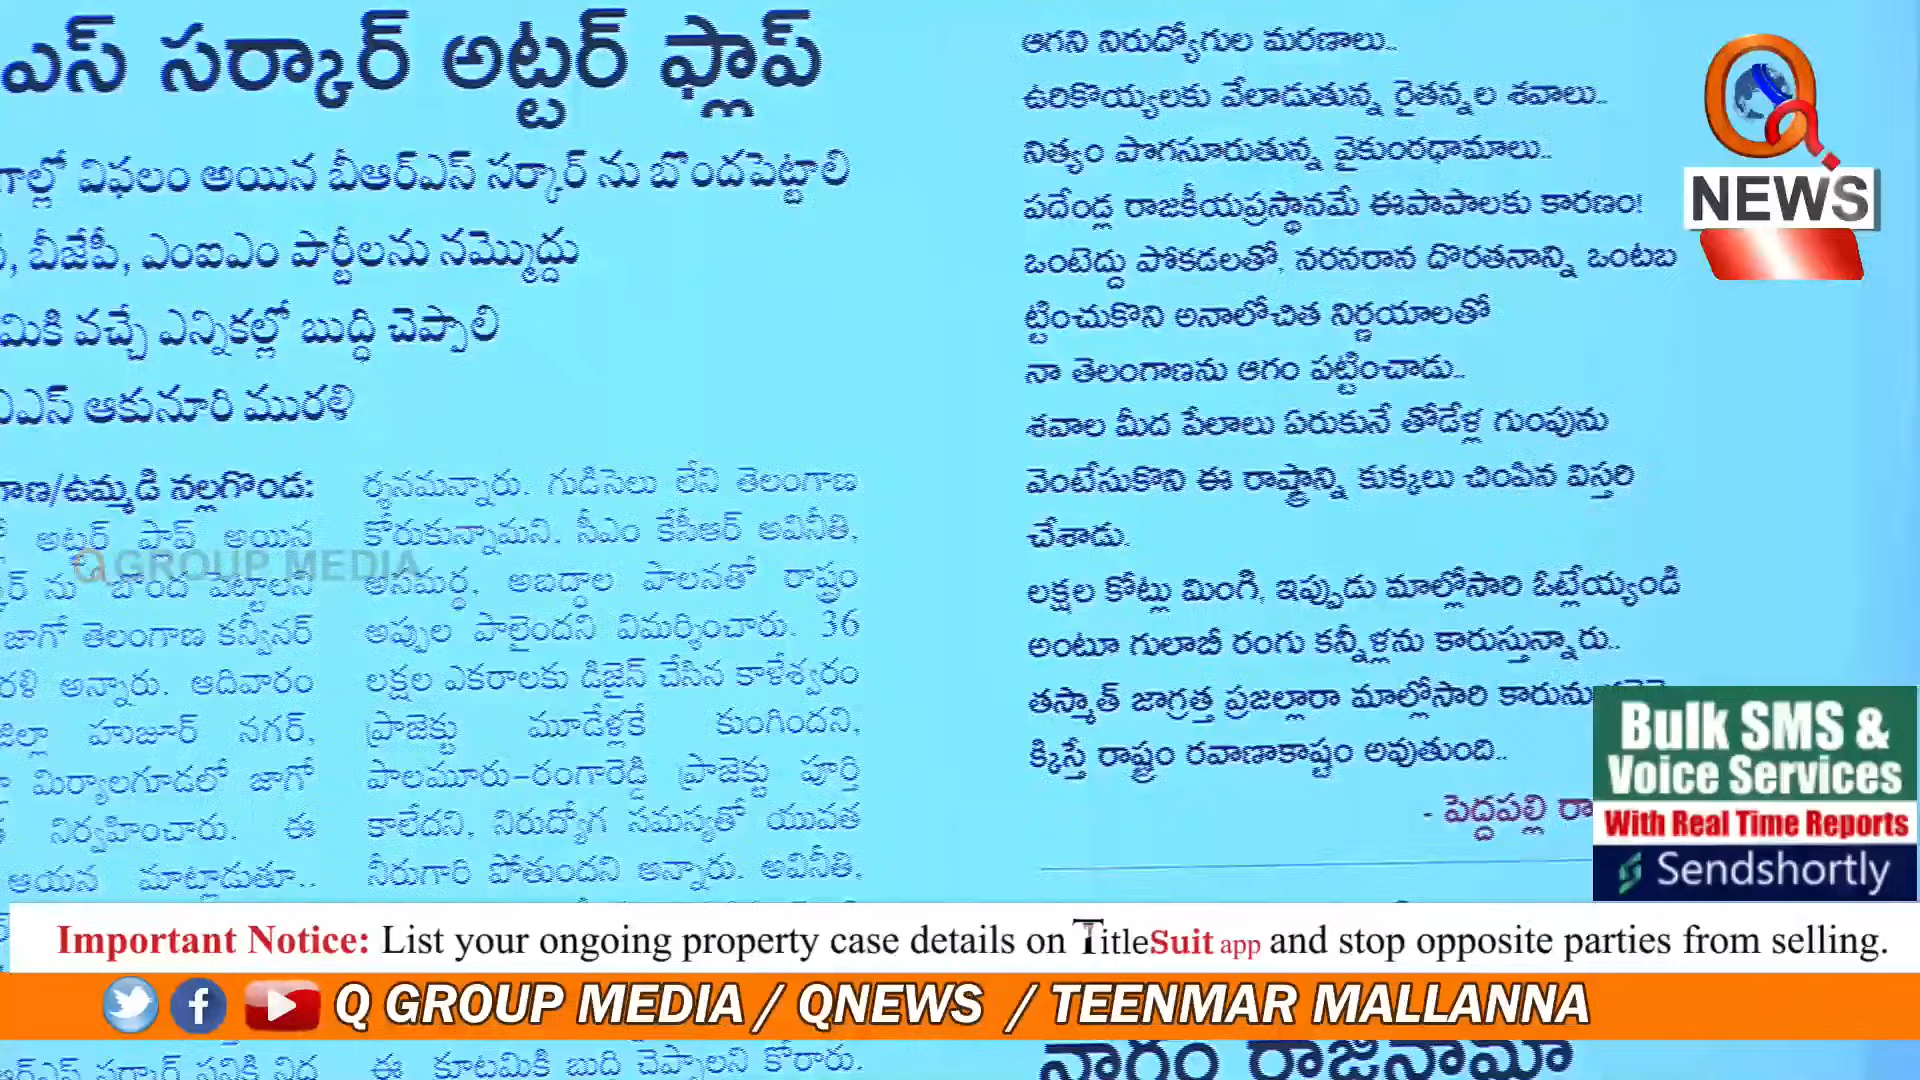 ఎస్ సర్కార్ అట్టర్ ఫ్లాప్
విఫలం అయిన బీఆర్ఎస్ సర్కార్ ను బొందపెట్టాలి
బీజేపీ, ఎంఐఎం పార్టీలను నమ్మొద్దు
మికి వచ్చే ఎన్నికల్లో బుద్ధి చెప్పాలి
ఆకునూరి మురళి
గాణ/ఉమ్మడి నల్లగొండ:
అట్టర్ ఫ్లాప్ అయిన
ను బొంద పెట్టాలని
జాగో తెలంగాణ కన్వీనర్
అన్నారు. ఆదివారం
హుజూర్ నగర్,
మిర్యాలగూడలో జాగో
నిర్వహించారు. ఈ
ఆయన మాట్లాడుతూ..
ర్శనమన్నారు. గుడిసెలు లేని తెలంగాణ
కోరుకున్నామని. సీఎం కేసీఆర్ అవినీతి,
అసమర్థ, అబద్ధాల పాలనతో రాష్ట్రం
అప్పుల పాలైందని విమర్శించారు. 36
లక్షల ఎకరాలకు డిజైన్ చేసిన కాళేశ్వరం
ప్రాజెక్టు మూడేళ్లకే కుంగిందని,
పాలమూరు-రంగారెడ్డి ప్రాజెక్టు పూర్తి
కాలేదని, నిరుద్యోగ సమస్యతో యువత
నీరుగారి పోతుందని అన్నారు. అవినీతి,
ఈ కూటమికి బుద్ధి చెప్పాలని కోరారు.
ఆగని నిరుద్యోగుల మరణాలు..
ఉరికొయ్యలకు వేలాడుతున్న రైతన్నల శవాలు..
నిత్యం పొగసూరుతున్న వైకుంఠధామాలు..
పదేండ్ల రాజకీయప్రస్థానమే ఈపాపాలకు కారణం!
ఒంటెద్దు పోకడలతో, నరనరాన దొరతనాన్ని ఒంటబ
ట్టించుకొని అనాలోచిత నిర్ణయాలతో
నా తెలంగాణను ఆగం పట్టించాడు..
శవాల మీద పేలాలు ఏరుకునే తోడేళ్ల గుంపును
వెంటేసుకొని ఈ రాష్ట్రాన్ని కుక్కలు చింపిన విస్తరి
చేశాడు.
లక్షల కోట్లు మింగి, ఇప్పుడు మాల్లోసారి ఓట్లేయ్యండి
అంటూ గులాబీ రంగు కన్నీళ్లను కారుస్తున్నారు..
తస్మాత్ జాగ్రత్త ప్రజల్లారా మాల్లోసారి
క్కిస్తే రాష్ట్రం రవాణాకాష్టం అవుతుంది..
- పెద్దపల్లి
రాజీనామా
Q GROUP MEDIA
NEWS
Bulk SMS &
Voice Services
With Real Time Reports
Sendshortly
Important Notice: List your ongoing property case details on TitleSuit app and stop opposite parties from selling.
Q GROUP MEDIA / QNEWS / TEENMAR MALLANNA